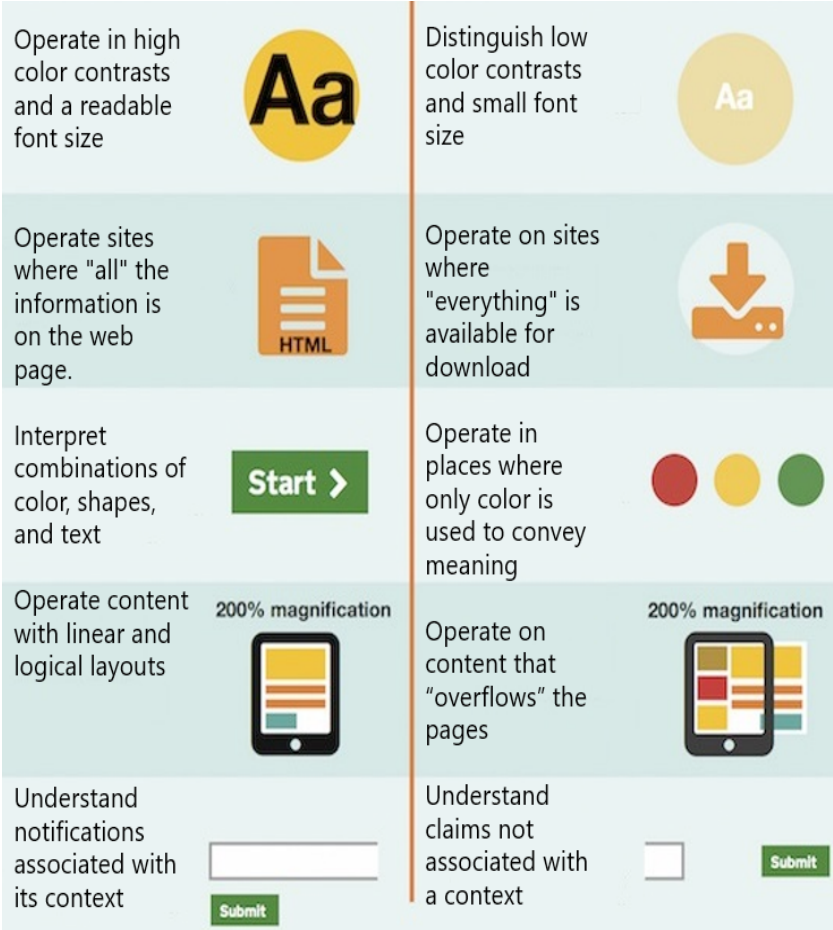 Operate in high
color contrasts
and a readable
font size
Aa
Distinguish low
color contrasts
and small font
size
Aa
Operate sites
where "all" the
information is
on the web
page.
HTML
Operate on sites
where
"everything" is
available for
download
Interpret
combinations of
color, shapes,
and text
Start
Operate in
places where
only color is
used to convey
meaning
Operate content
with linear and
logical layouts
200% magnification
Operate on
content that
“overflows” the
pages
200% magnification
Understand
notifications
associated with
its context
Submit
Understand
claims not
associated with
a context
Submit